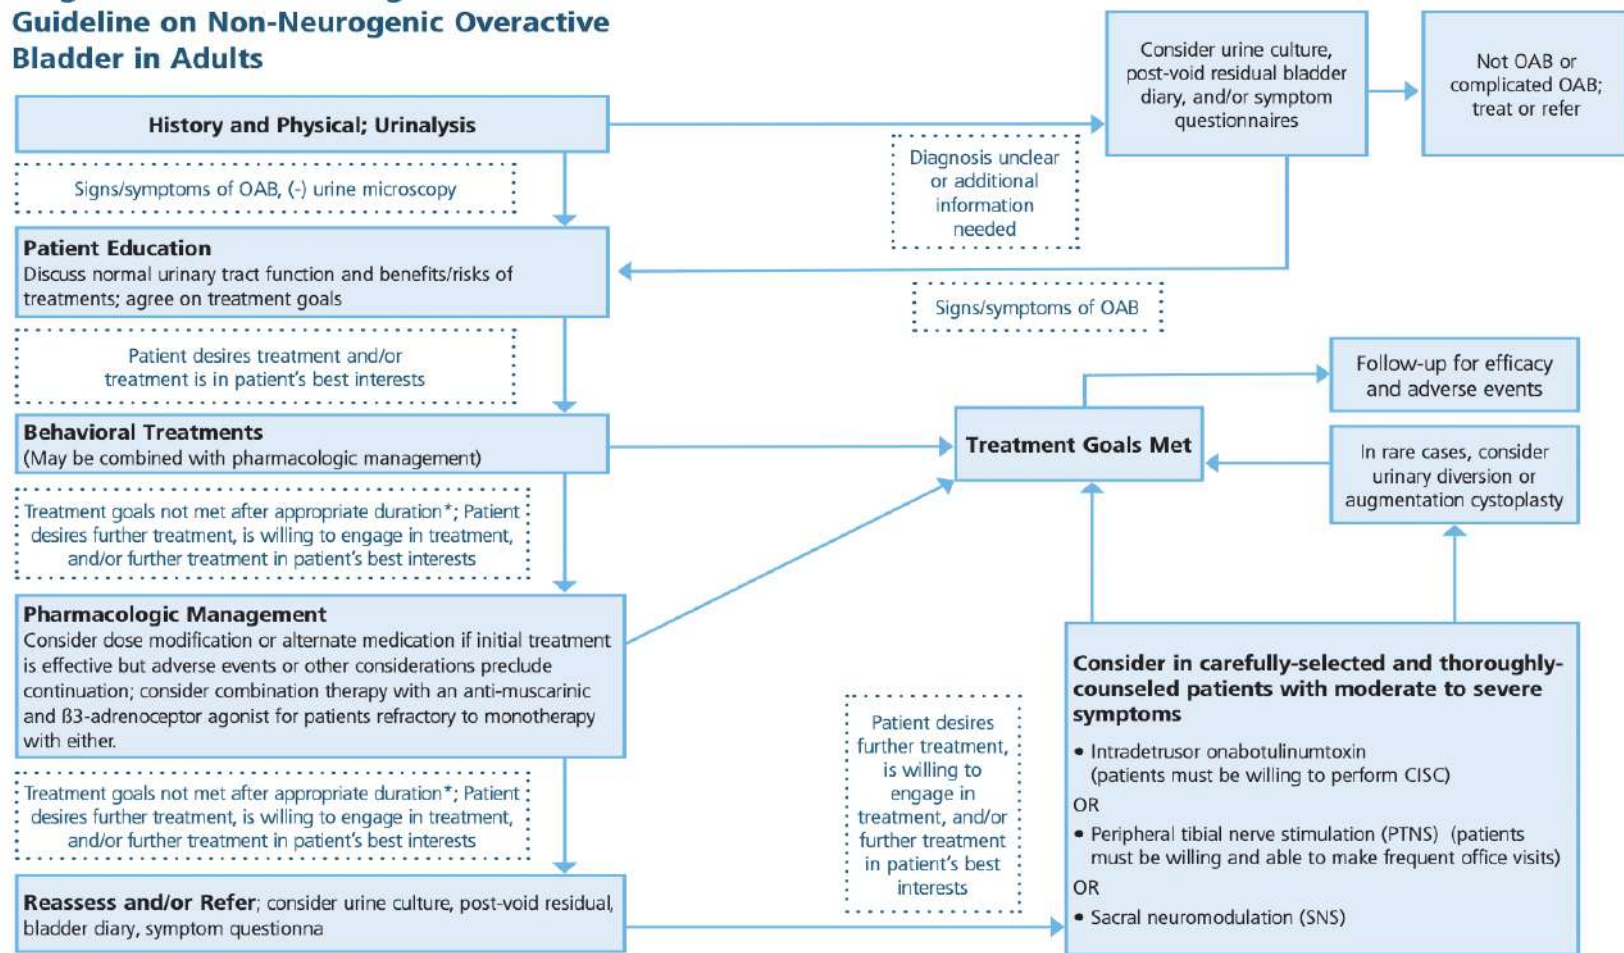 Guideline on Non-Neurogenic Overactive
Bladder in Adults
History and Physical; Urinalysis
Signs/symptoms of OAB, (-) urine microscopy
Patient Education
Discuss normal urinary tract function and benefits/risks of
treatments; agree on treatment goals
Patient desires treatment and/or
treatment is in patient's best interests
Behavioral Treatments
(May be combined with pharmacologic management)
Treatment goals not met after appropriate duration*; Patient
desires further treatment, is willing to engage in treatment,
and/or further treatment in patient's best interests
Pharmacologic Management
Consider dose modification or alternate medication if initial treatment
is effective but adverse events or other considerations preclude
continuation; consider combination therapy with an anti-muscarinic
and ß3-adrenoceptor agonist for patients refractory to monotherapy
with either.
Treatment goals not met after appropriate duration*; Patient
desires further treatment, is willing to engage in treatment,
and/or further treatment in patient's best interests
Reassess and/or Refer; consider urine culture, post-void residual,
bladder diary, symptom questionna
Consider urine culture,
post-void residual bladder
diary, and/or symptom
questionnaires
Not OAB or
complicated OAB;
treat or refer
Diagnosis unclear
or additional
information
needed
Signs/symptoms of OAB
Follow-up for efficacy
and adverse events
Treatment Goals Met
In rare cases, consider
urinary diversion or
augmentation cystoplasty
Patient desires
further treatment,
is willing to
engage in
treatment, and/or
further treatment
in patient's best
interests
Consider in carefully-selected and thoroughly-
counseled patients with moderate to severe
symptoms
• Intradetrusor onabotulinumtoxin
(patients must be willing to perform CISC)
OR
• Peripheral tibial nerve stimulation (PTNS) (patients
must be willing and able to make frequent office visits)
OR
• Sacral neuromodulation (SNS)